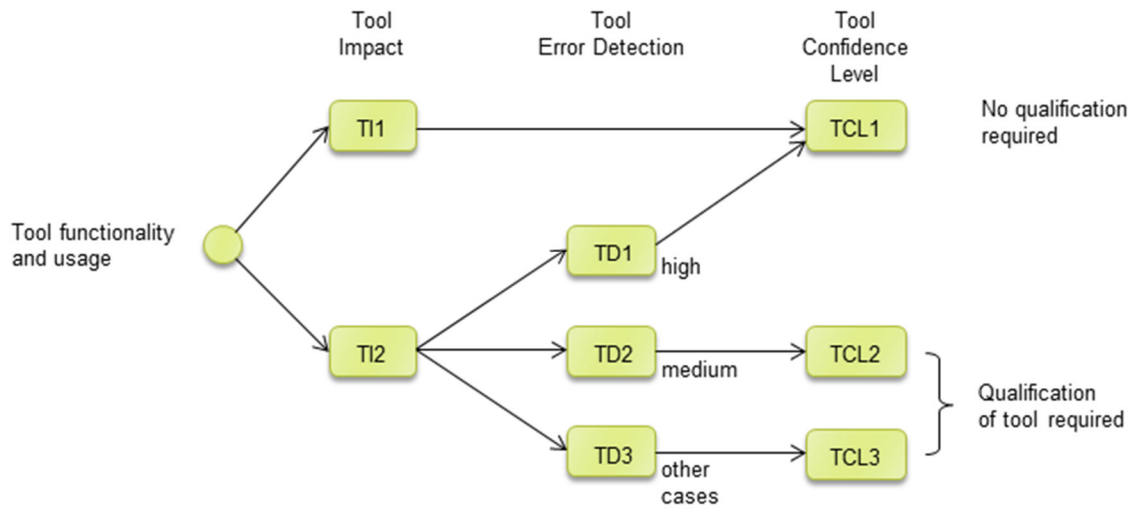 Tool
Impact
Tool
Error Detection
Tool
Confidence
Level
TI1
TCL1
No qualification
required
Tool functionality
and usage
TD1
high
TI2
TD2
medium
TCL2
Qualification
of tool required
TD3
other
cases
TCL3